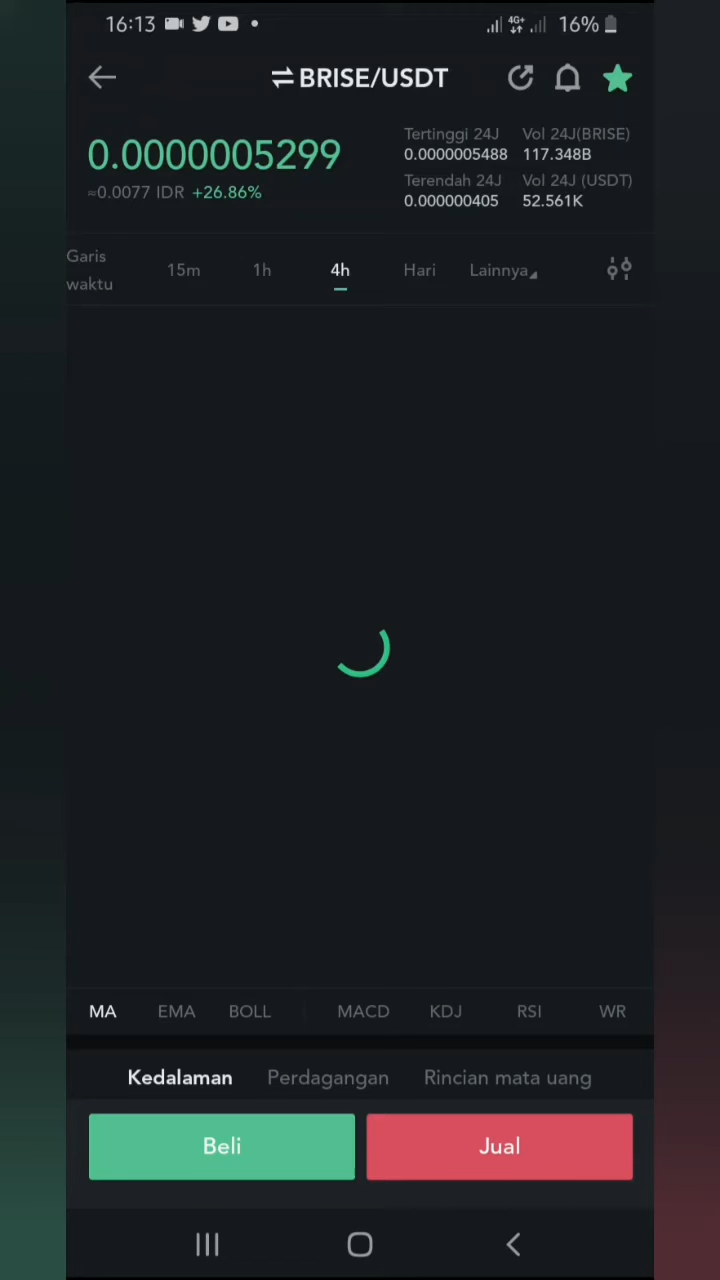 16:13 4G+ 16%
BRISE/USDT
0.0000005299
≈0.0077 IDR +26.86%
Tertinggi 24J Vol 24J(BRISE)
0.0000005488 117.348B
Terendah 24J Vol 24J (USDT)
0.000000405 52.561K
Garis waktu 15m 1h 4h Hari Lainnya
MA EMA BOLL MACD KDJ RSI WR
Kedalaman Perdagangan Rincian mata uang
Beli Jual